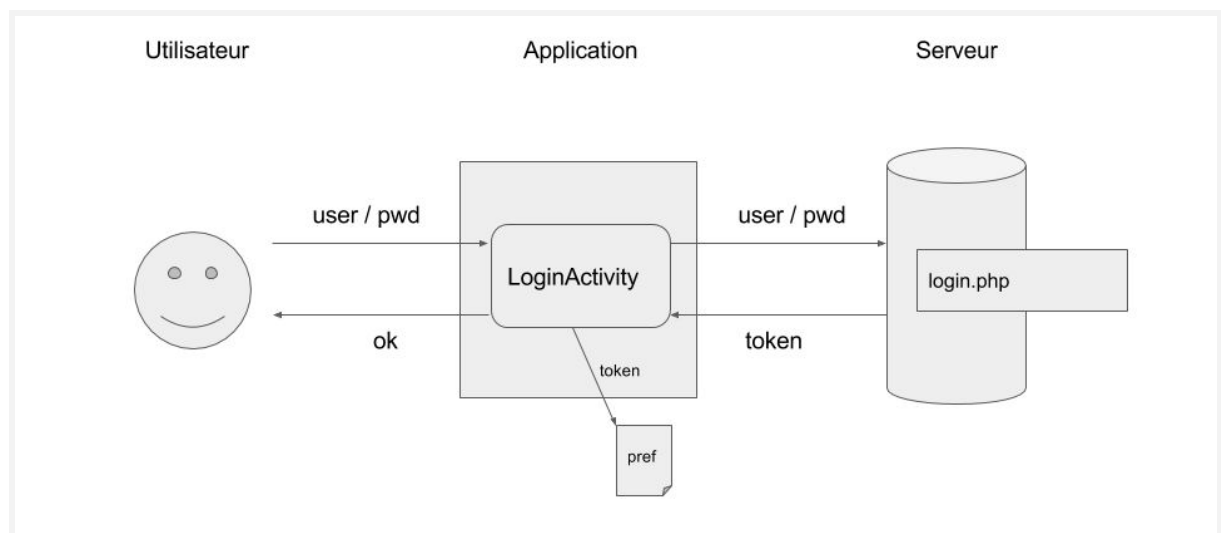 Utilisateur
Application
Serveur
user / pwd
user / pwd
LoginActivity
login.php
ok
token
token
pref